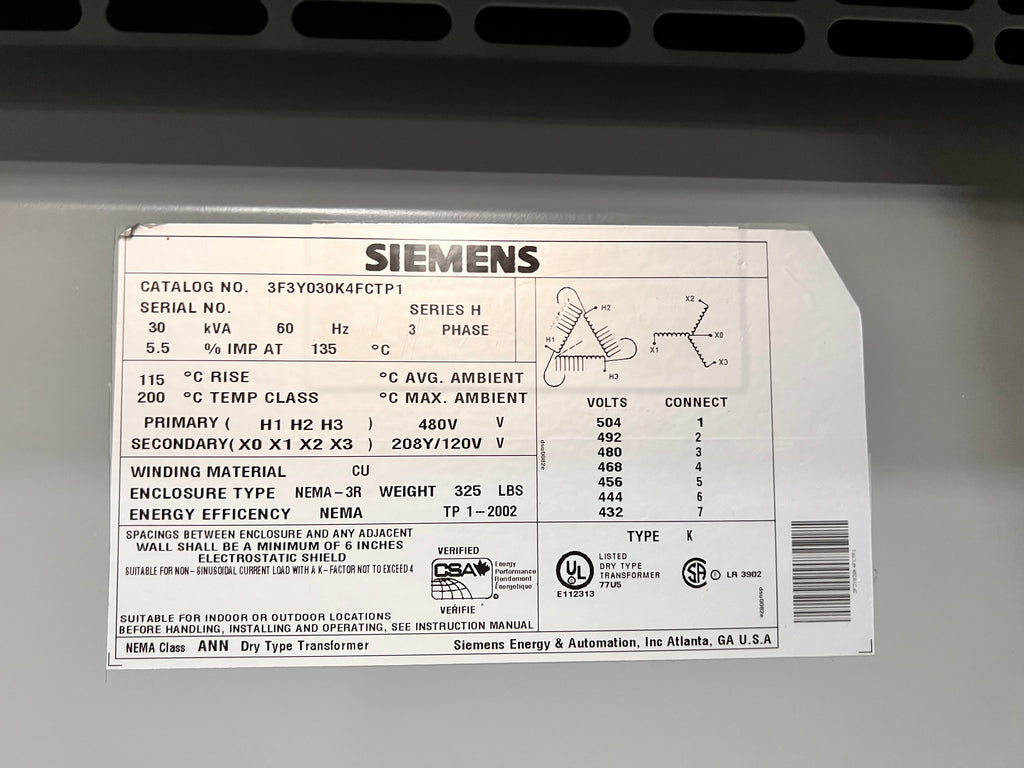 SIEMENS
CATALOG NO. 3F3Y030K4FCTP1
SERIAL NO. SERIES H
30 kVA 60 Hz 3 PHASE
5.5 % IMP AT 135 °C
115 °C RISE °C AVG. AMBIENT
200 °C TEMP CLASS °C MAX. AMBIENT
PRIMARY ( H1 H2 H3 ) 480V V
SECONDARY( X0 X1 X2 X3 ) 208Y/120V V
WINDING MATERIAL CU
ENCLOSURE TYPE NEMA-3R WEIGHT 325 LBS
ENERGY EFFICENCY NEMA TP 1-2002
SPACINGS BETWEEN ENCLOSURE AND ANY ADJACENT
WALL SHALL BE A MINIMUM OF 6 INCHES
ELECTROSTATIC SHIELD
SUITABLE FOR NON-SINUSOIDAL CURRENT LOAD WITH A K-FACTOR NOT TO EXCEED 4
VERIFIED
CSA
Energy
Performance
Rendement
Énergetique
VÉRIFIÉ
SUITABLE FOR INDOOR OR OUTDOOR LOCATIONS
BEFORE HANDLING, INSTALLING AND OPERATING, SEE INSTRUCTION MANUAL
NEMA Class ANN Dry Type Transformer Siemens Energy & Automation, Inc Atlanta, GA U.S.A
H2
H1
H3
X2
X0
X1
X3
VOLTS CONNECT
504 1
492 2
480 3
468 4
456 5
444 6
432 7
TYPE K
UL
LISTED
DRY TYPE
TRANSFORMER
77U5
E112313
SA
LR 3902